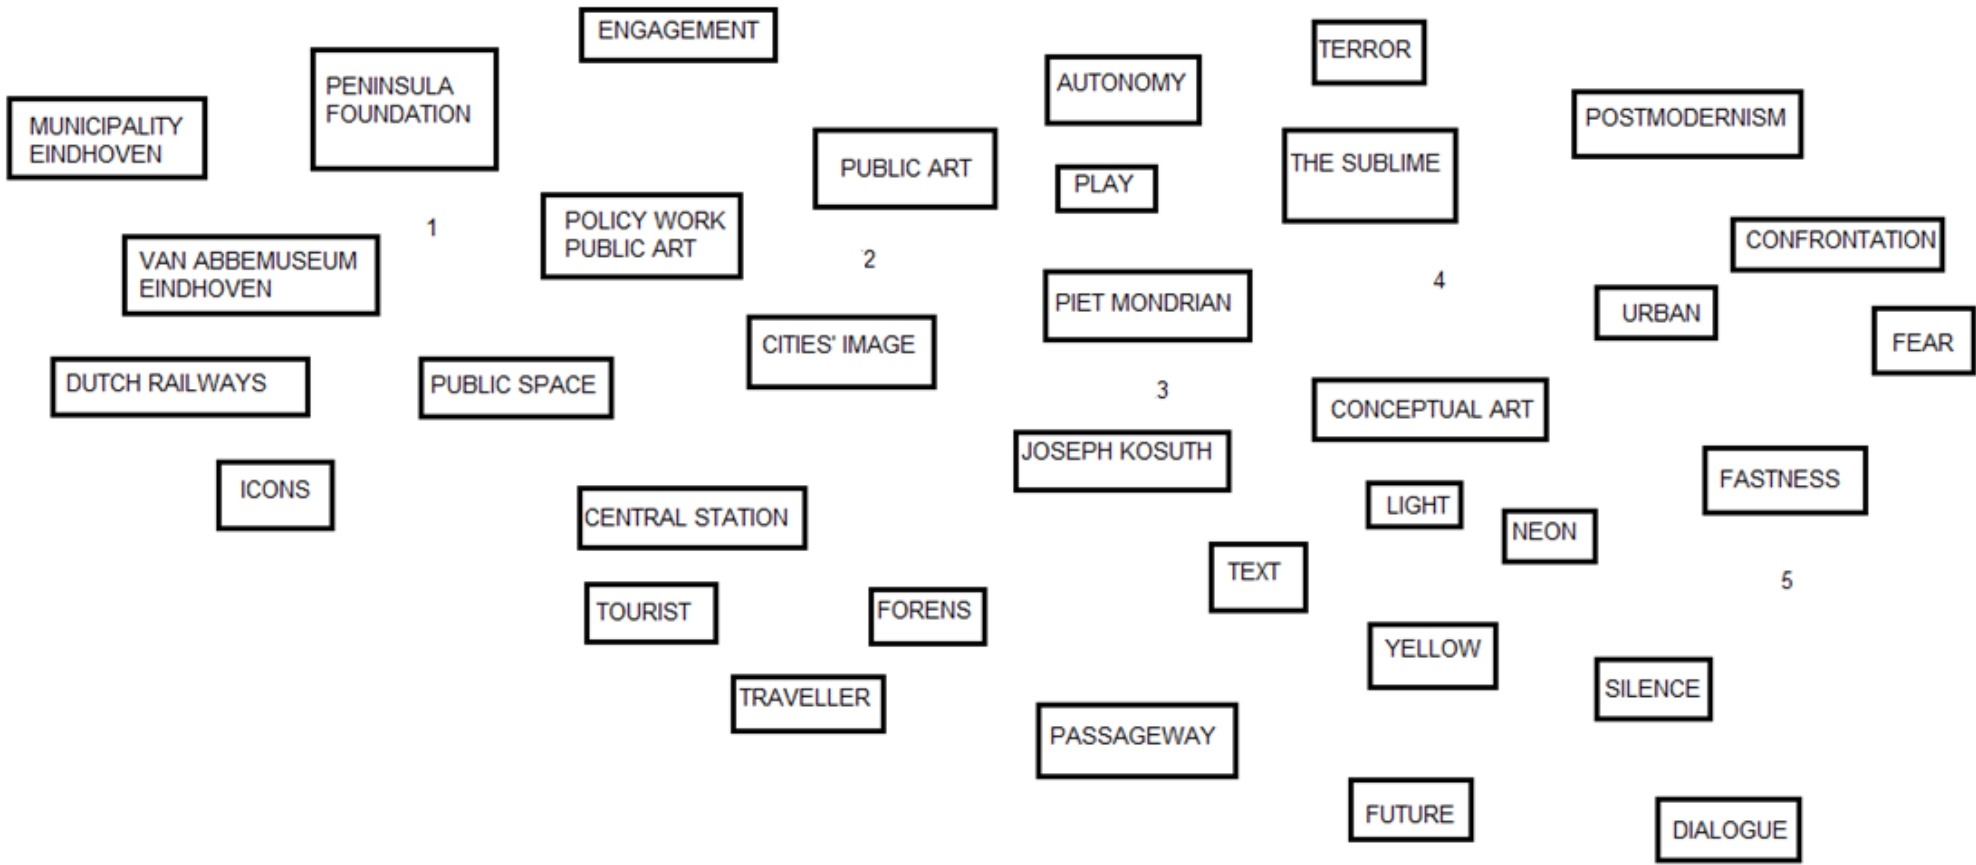 ENGAGEMENT
TERROR
PENINSULA
FOUNDATION
AUTONOMY
POSTMODERNISM
MUNICIPALITY
EINDHOVEN
PUBLIC ART
THE SUBLIME
PLAY
1
POLICY WORK
PUBLIC ART
CONFRONTATION
VAN ABBEMUSEUM
EINDHOVEN
2
4
PIET MONDRIAN
URBAN
CITIES' IMAGE
FEAR
DUTCH RAILWAYS
PUBLIC SPACE
3
CONCEPTUAL ART
JOSEPH KOSUTH
ICONS
FASTNESS
LIGHT
CENTRAL STATION
NEON
TEXT
5
TOURIST
FORENS
YELLOW
TRAVELLER
SILENCE
PASSAGEWAY
FUTURE
DIALOGUE